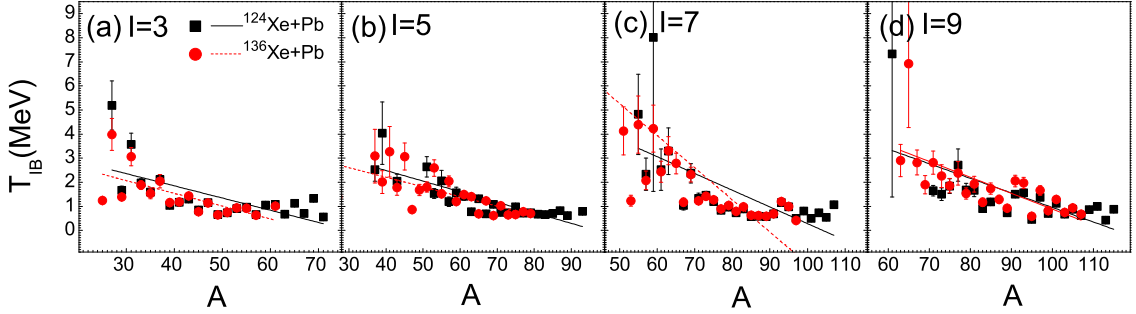 (a) I=3
¹²⁴Xe+Pb
¹³⁶Xe+Pb
(b) I=5
(c) I=7
(d) I=9
T_IB(MeV)
9
8
7
6
5
4
3
2
1
0
30 40 50 60 70
30 40 50 60 70 80 90
50 60 70 80 90 100 110
60 70 80 90 100 110
A A A A